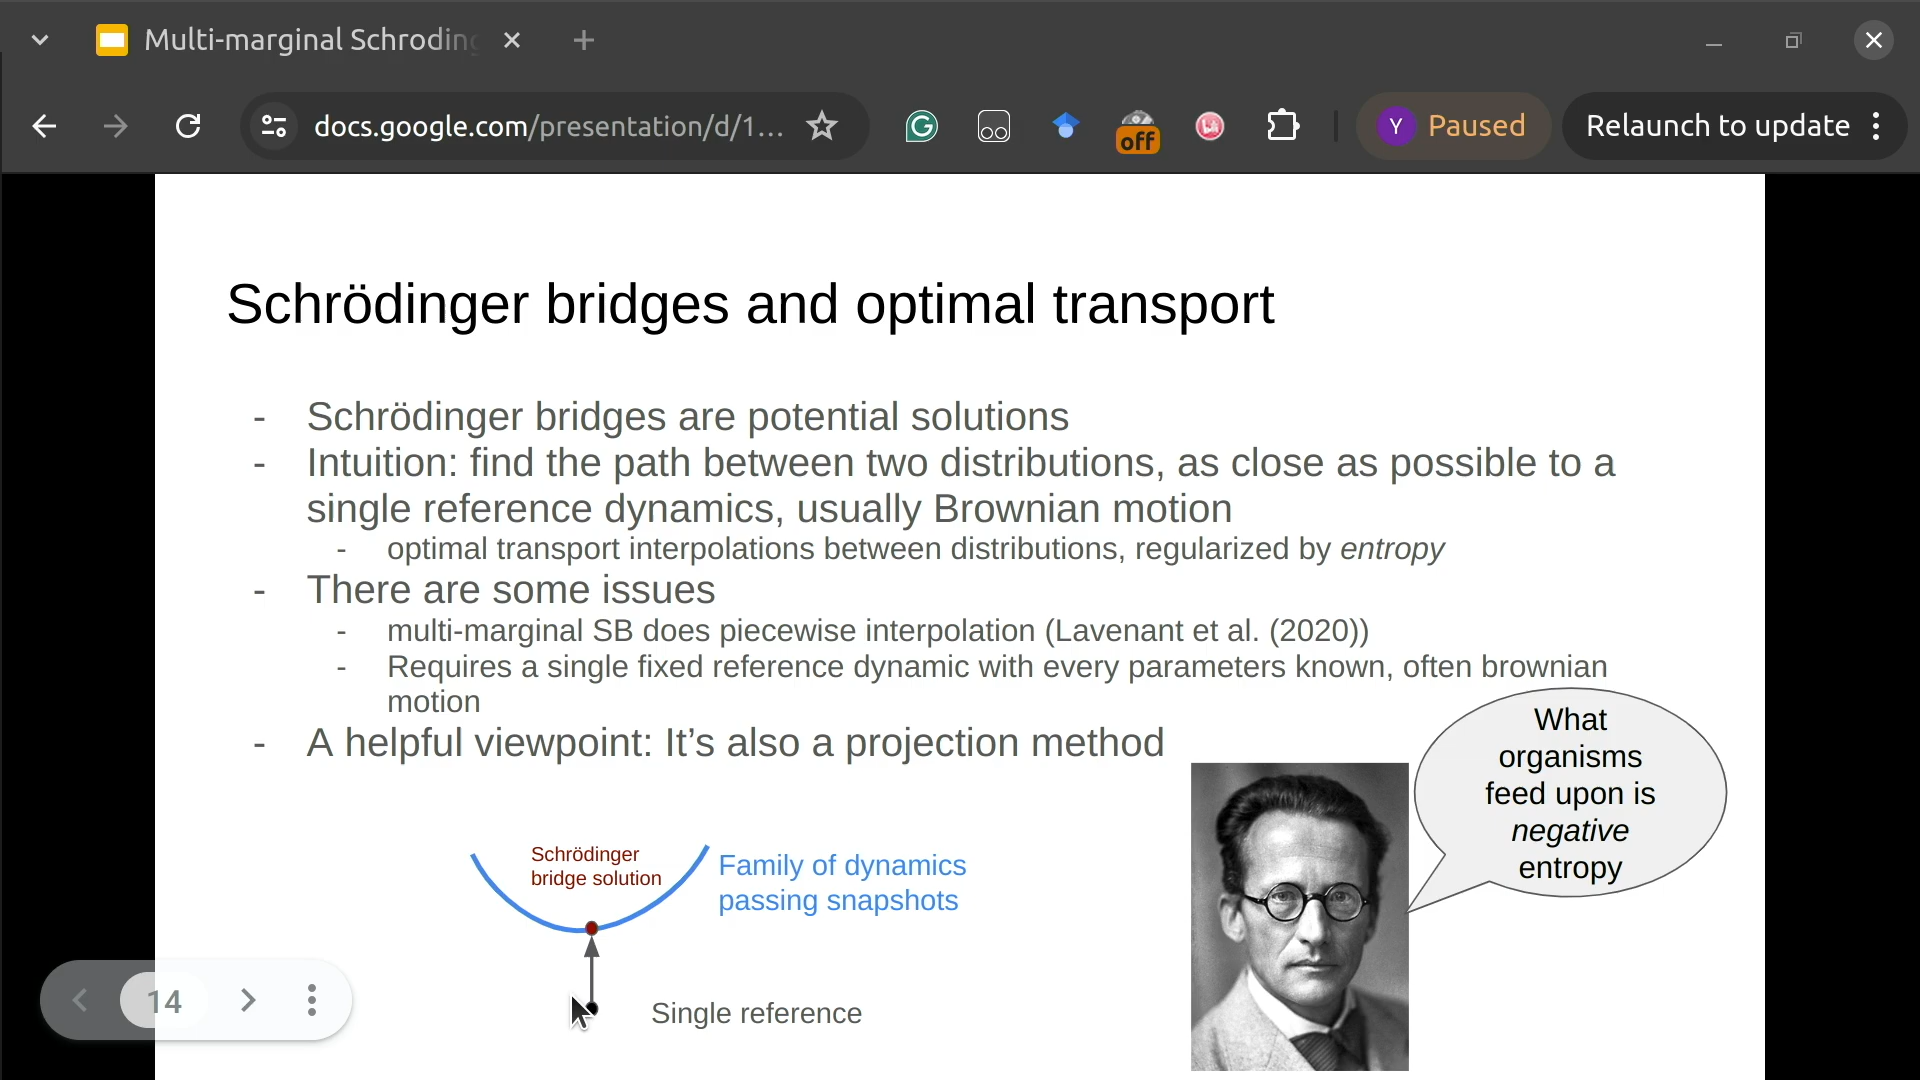 Multi-marginal Schroding
docs.google.com/presentation/d/1...
off
Y
Paused
Relaunch to update
Schrödinger bridges and optimal transport
- Schrödinger bridges are potential solutions
- Intuition: find the path between two distributions, as close as possible to a
single reference dynamics, usually Brownian motion
- optimal transport interpolations between distributions, regularized by entropy
- There are some issues
- multi-marginal SB does piecewise interpolation (Lavenant et al. (2020))
- Requires a single fixed reference dynamic with every parameters known, often brownian
motion
- A helpful viewpoint: It’s also a projection method
What
organisms
feed upon is
negative
entropy
Schrödinger
bridge solution
Family of dynamics
passing snapshots
Single reference
14